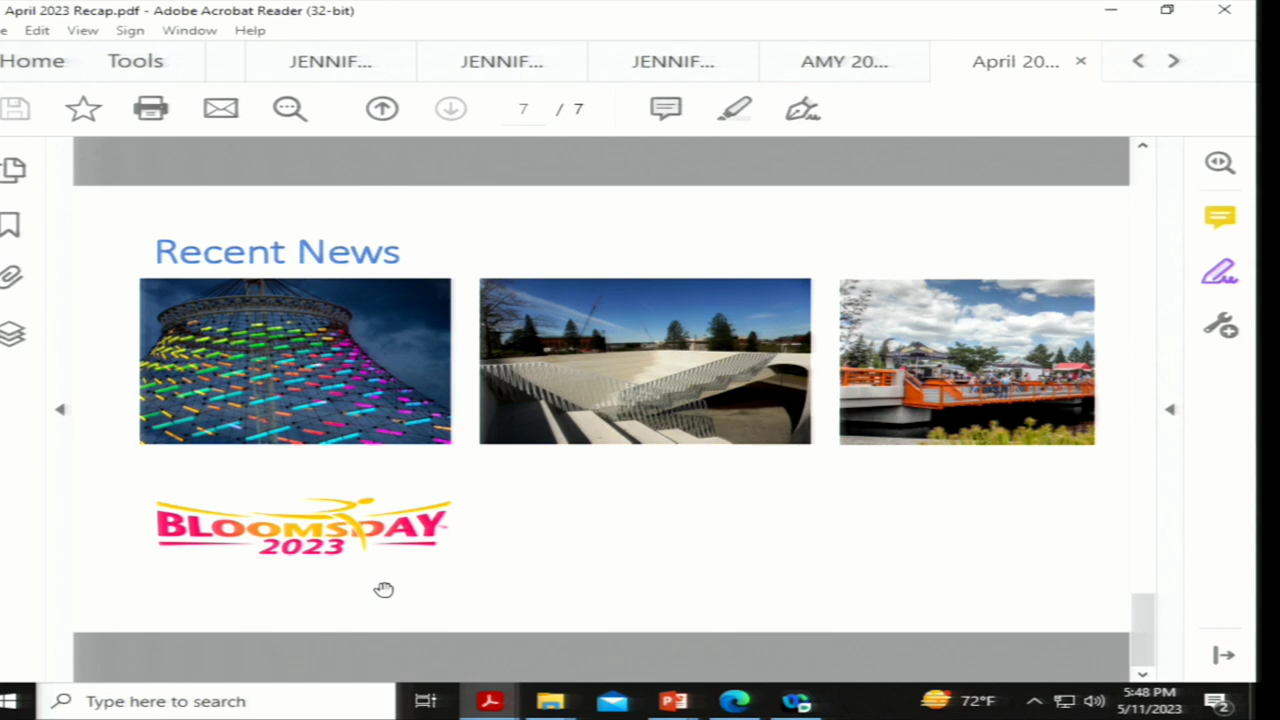 April 2023 Recap.pdf - Adobe Acrobat Reader (32-bit)
e Edit View Sign Window Help
Home Tools JENNIF... JENNIF... JENNIF... AMY 20... April 20...
7 / 7
Recent News
BLOOMSDAY
2023
Type here to search
72°F
5:48 PM
5/11/2023
2